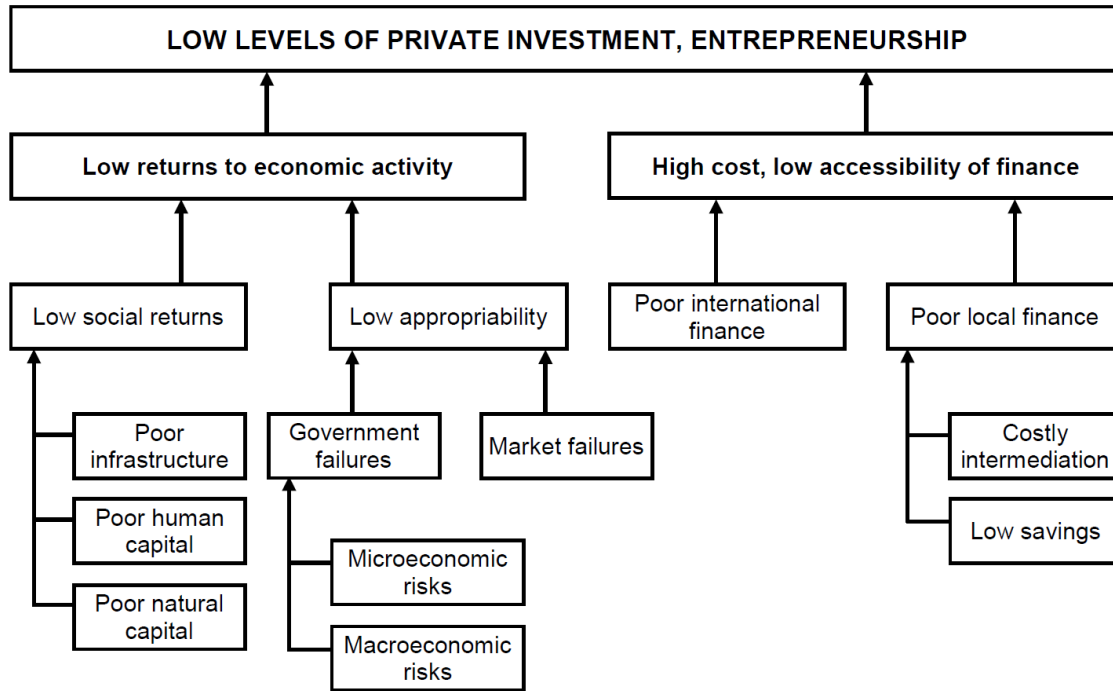 LOW LEVELS OF PRIVATE INVESTMENT, ENTREPRENEURSHIP
Low returns to economic activity
High cost, low accessibility of finance
Low social returns
Low appropriability
Poor international
finance
Poor local finance
Poor
infrastructure
Government
failures
Market failures
Costly
intermediation
Poor human
capital
Low savings
Microeconomic
risks
Poor natural
capital
Macroeconomic
risks